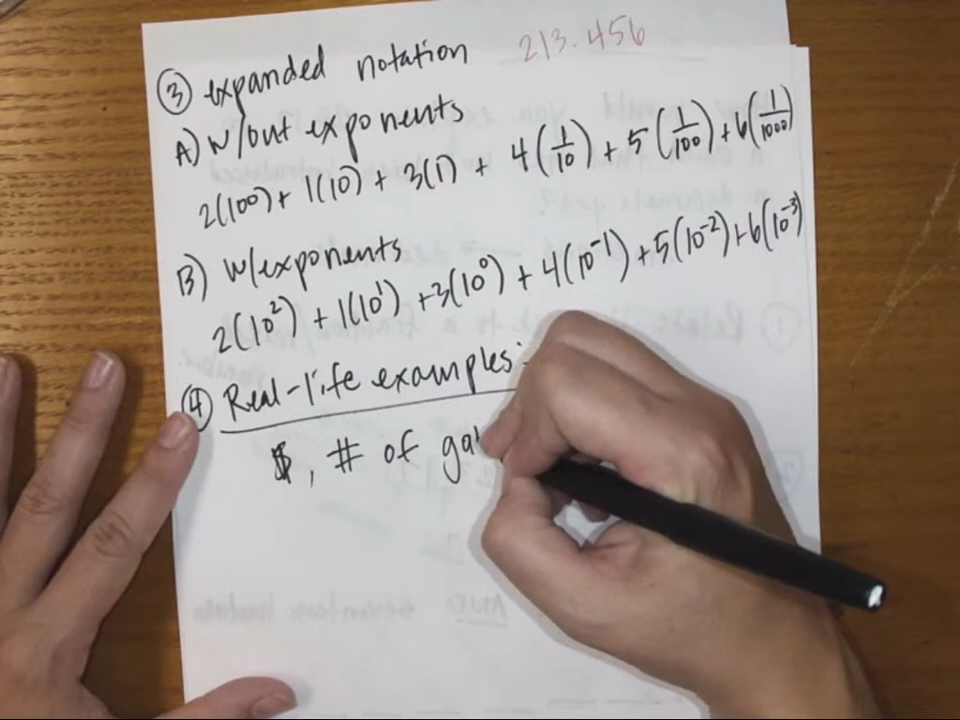 ③ expanded notation 213.456
A) w/out exponents
2(100) + 1(10) + 3(1) + 4(1/10) + 5(1/100) + 6(1/1000)
B) w/exponents
2(10²) + 1(10¹) + 3(10⁰) + 4(10⁻¹) + 5(10⁻²) + 6(10⁻³)
④ Real-life examples:
$, # of